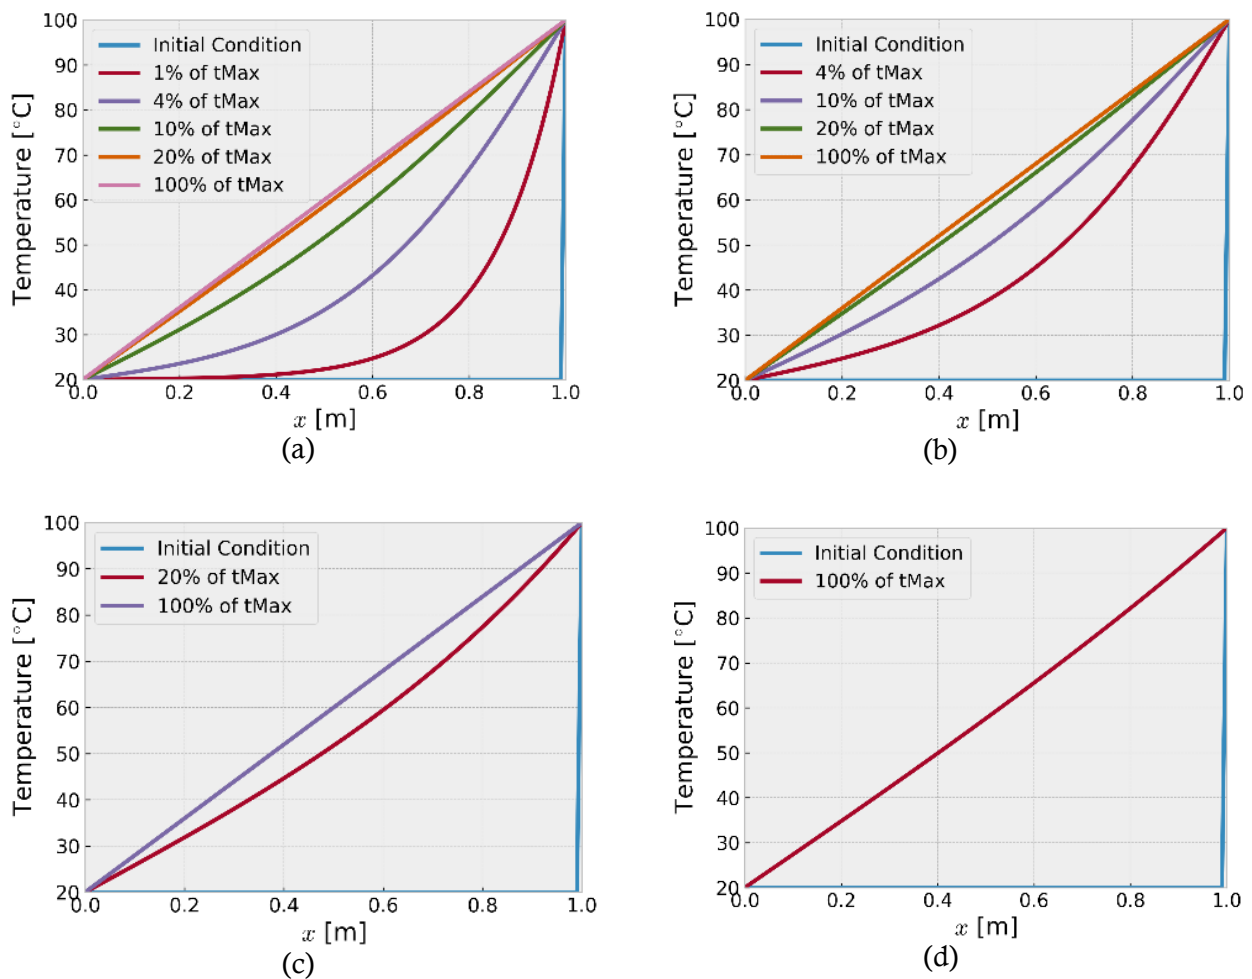 100
90
80
70
60
50
40
30
20
Temperature [°C]
Initial Condition
1% of tMax
4% of tMax
10% of tMax
20% of tMax
100% of tMax
0.0 0.2 0.4 0.6 0.8 1.0
x [m]
(a)
100
90
80
70
60
50
40
30
20
Temperature [°C]
Initial Condition
4% of tMax
10% of tMax
20% of tMax
100% of tMax
0.0 0.2 0.4 0.6 0.8 1.0
x [m]
(b)
100
90
80
70
60
50
40
30
20
Temperature [°C]
Initial Condition
20% of tMax
100% of tMax
0.0 0.2 0.4 0.6 0.8 1.0
x [m]
(c)
100
90
80
70
60
50
40
30
20
Temperature [°C]
Initial Condition
100% of tMax
0.0 0.2 0.4 0.6 0.8 1.0
x [m]
(d)